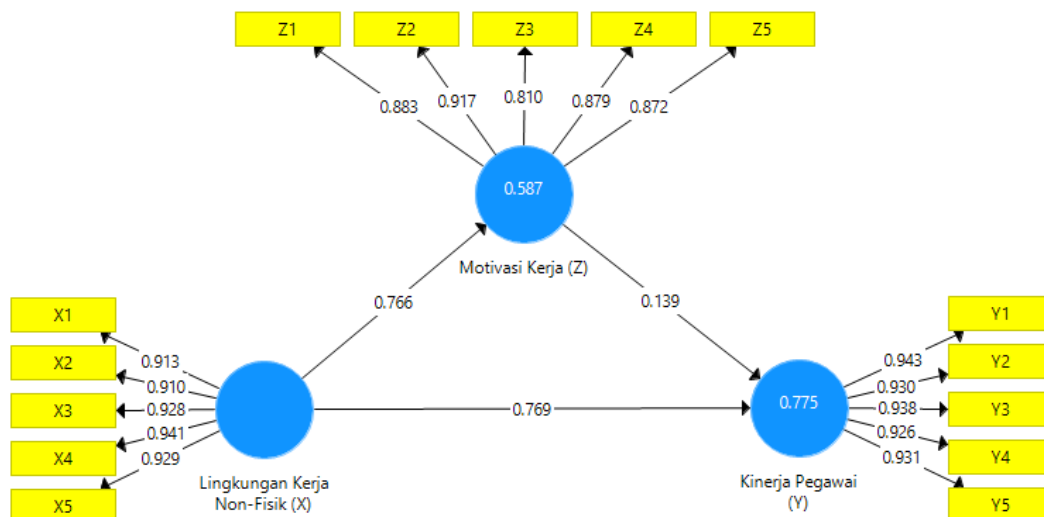 Z1
Z2
Z3
Z4
Z5
0.883
0.917
0.810
0.879
0.872
0.587
Motivasi Kerja (Z)
0.766
0.139
X1
X2
X3
X4
X5
0.913
0.910
0.928
0.941
0.929
Lingkungan Kerja
Non-Fisik (X)
0.769
0.775
Kinerja Pegawai
(Y)
0.943
0.930
0.938
0.926
0.931
Y1
Y2
Y3
Y4
Y5